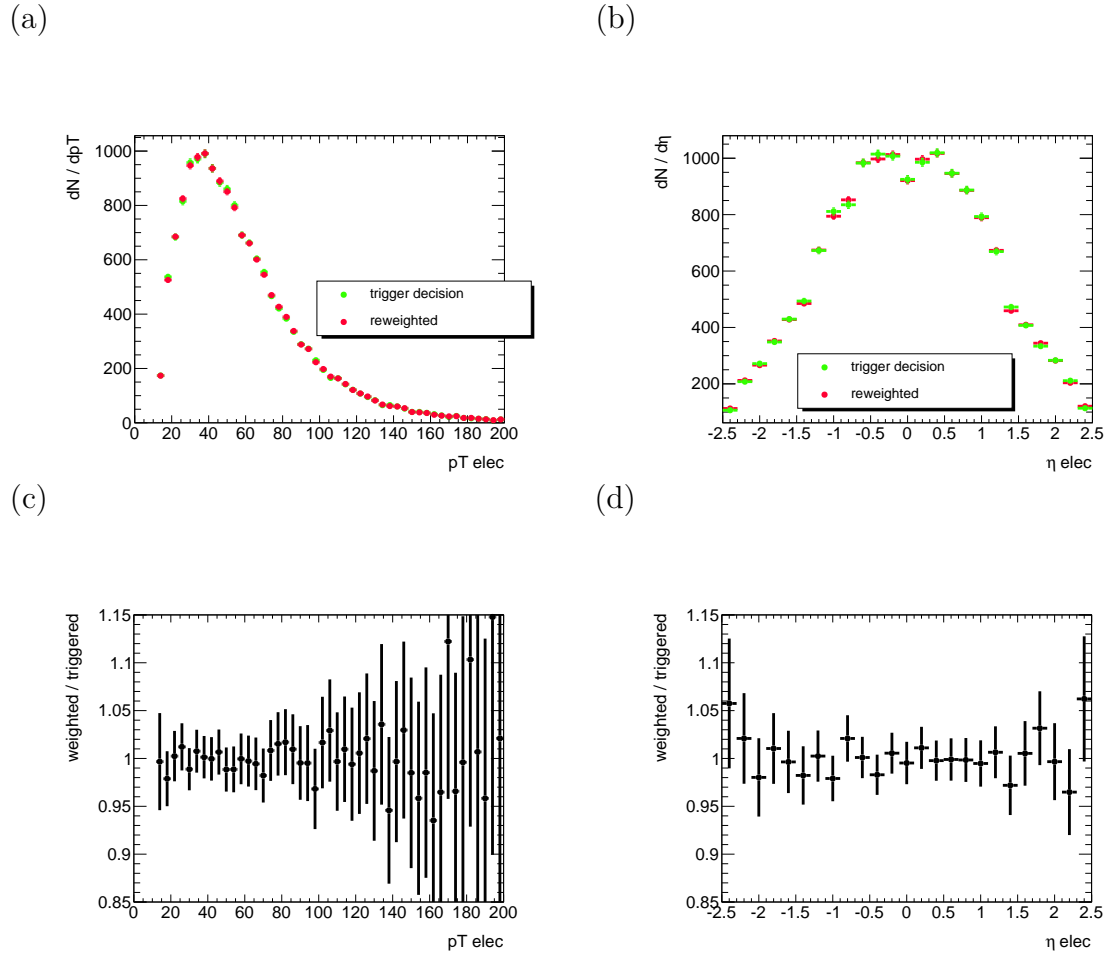 (a)
dN / dpT
1000
800
600
400
200
0
0 20 40 60 80 100 120 140 160 180 200
pT elec
trigger decision
reweighted
(b)
dN / dη
1000
800
600
400
200
-2.5 -2 -1.5 -1 -0.5 0 0.5 1 1.5 2 2.5
η elec
trigger decision
reweighted
(c)
weighted / triggered
1.15
1.1
1.05
1
0.95
0.9
0.85
0 20 40 60 80 100 120 140 160 180 200
pT elec
(d)
weighted / triggered
1.15
1.1
1.05
1
0.95
0.9
0.85
-2.5 -2 -1.5 -1 -0.5 0 0.5 1 1.5 2 2.5
η elec